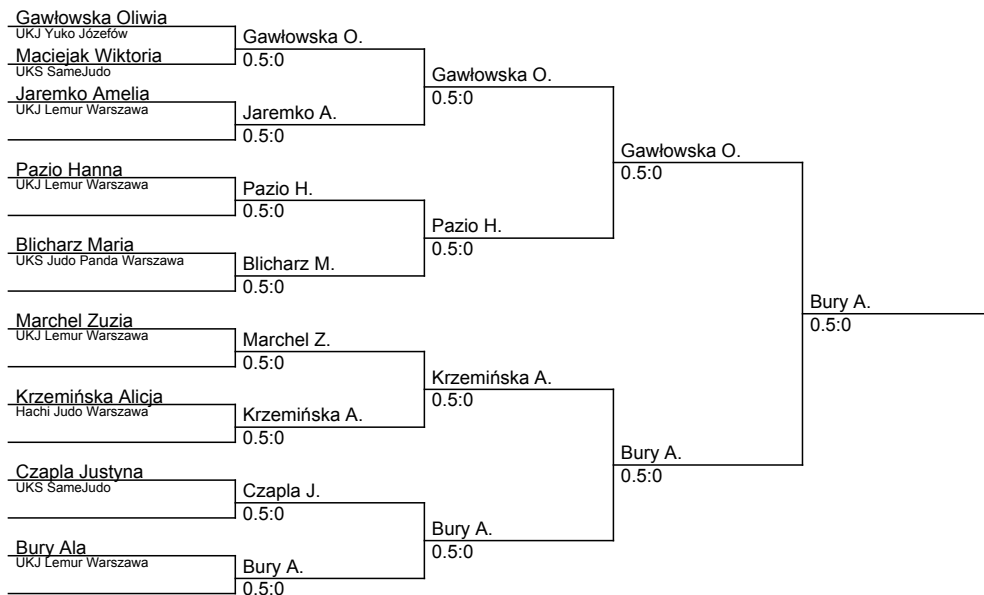 Gawłowska Oliwia
UKJ Yuko Józefów
Maciejak Wiktoria
UKS SameJudo
Jaremko Amelia
UKJ Lemur Warszawa
Pazio Hanna
UKJ Lemur Warszawa
Blicharz Maria
UKS Judo Panda Warszawa
Marchel Zuzia
UKJ Lemur Warszawa
Krzemińska Alicja
Hachi Judo Warszawa
Czapla Justyna
UKS SameJudo
Bury Ala
UKJ Lemur Warszawa
Gawłowska O.
0.5:0
Jaremko A.
0.5:0
Pazio H.
0.5:0
Blicharz M.
0.5:0
Marchel Z.
0.5:0
Krzemińska A.
0.5:0
Czapla J.
0.5:0
Bury A.
0.5:0
Gawłowska O.
0.5:0
Pazio H.
0.5:0
Krzemińska A.
0.5:0
Bury A.
0.5:0
Gawłowska O.
0.5:0
Bury A.
0.5:0
Bury A.
0.5:0